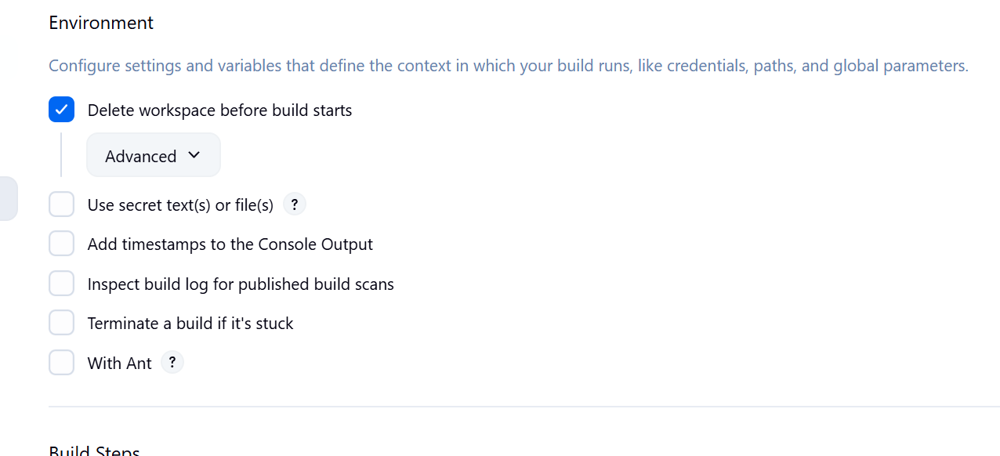 Environment
Configure settings and variables that define the context in which your build runs, like credentials, paths, and global parameters.
Delete workspace before build starts
Advanced
Use secret text(s) or file(s) ?
Add timestamps to the Console Output
Inspect build log for published build scans
Terminate a build if it's stuck
With Ant ?
Build Steps